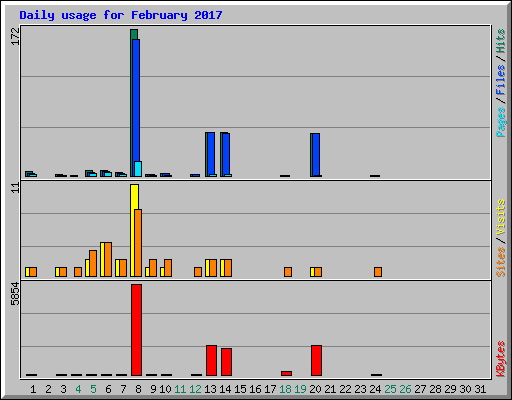 Daily usage for February 2017
172
Pages / Files / Hits
11
Sites / Visits
5854
KBytes
1 2 3 4 5 6 7 8 9 10 11 12 13 14 15 16 17 18 19 20 21 22 23 24 25 26 27 28 29 30 31